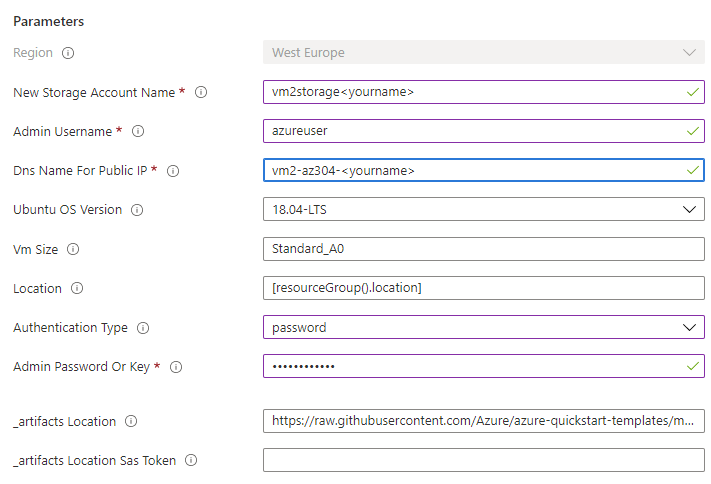 Parameters
Region West Europe
New Storage Account Name * vm2storage<yourname>
Admin Username * azureuser
Dns Name For Public IP * vm2-az304-<yourname>
Ubuntu OS Version 18.04-LTS
Vm Size Standard_A0
Location [resourceGroup().location]
Authentication Type password
Admin Password Or Key * ••••••••••••
_artifacts Location https://raw.githubusercontent.com/Azure/azure-quickstart-templates/m...
_artifacts Location Sas Token